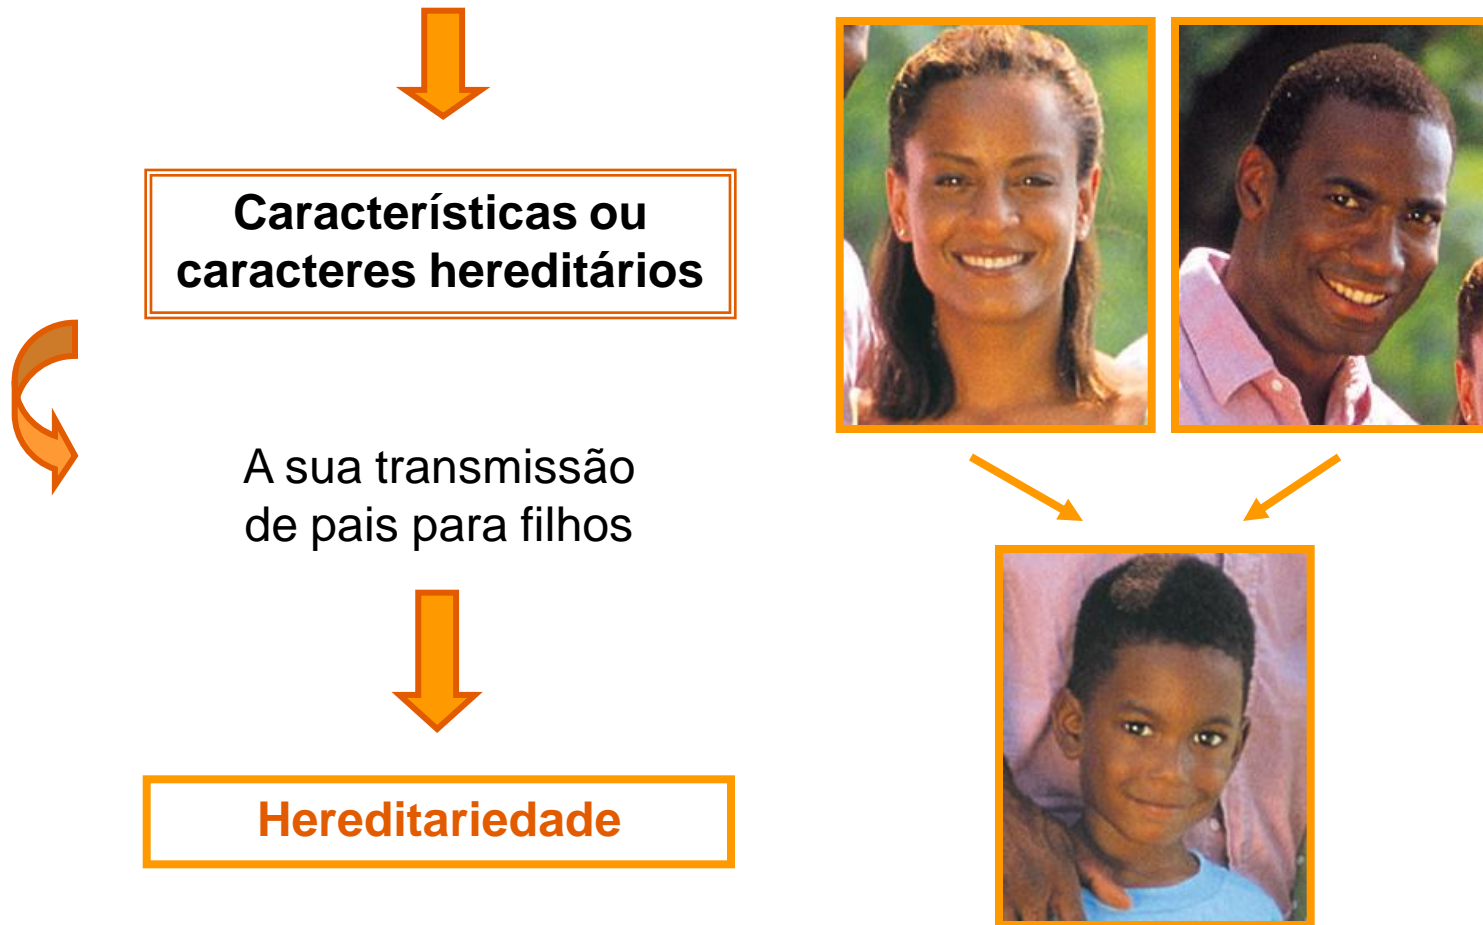 Características ou
caracteres hereditários
A sua transmissão
de pais para filhos
Hereditariedade